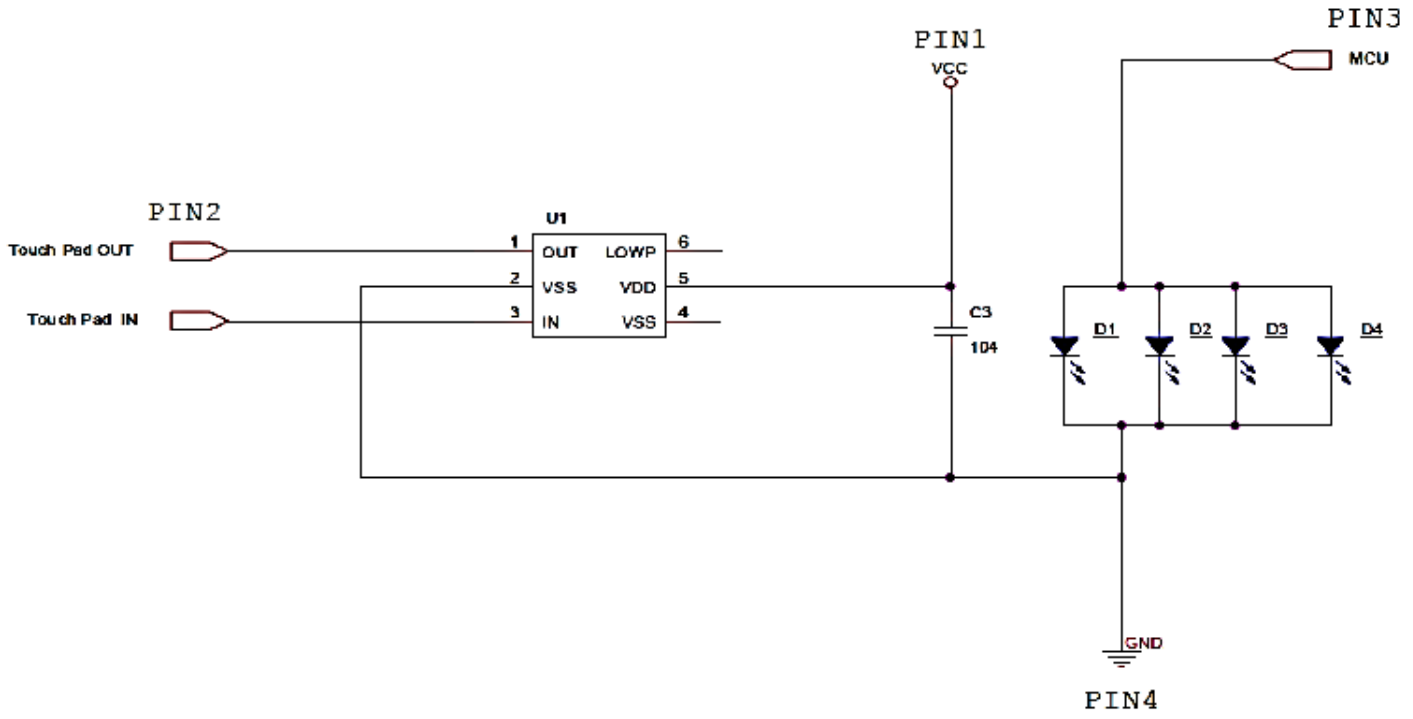 PIN3
MCU
PIN1
VCC
PIN2
U1
Touch Pad OUT
1 OUT LOWP 6
2 VSS VDD 5
Touch Pad IN
3 IN VSS 4
C3
104
D1 D2 D3 D4
GND
PIN4